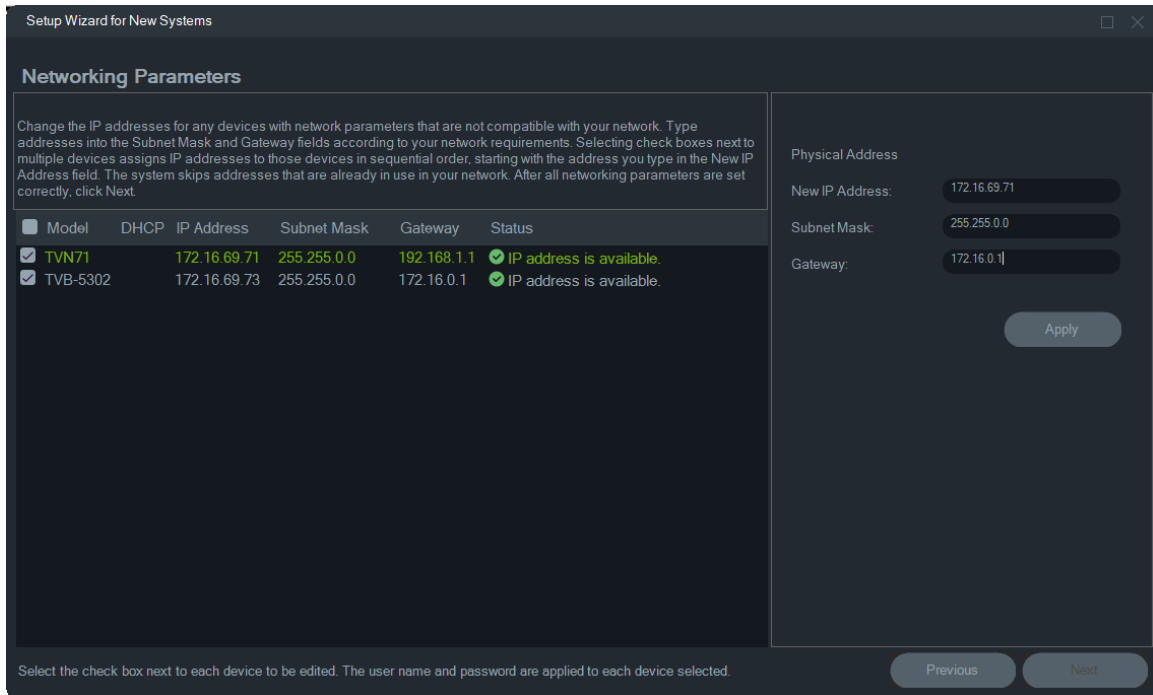 Setup Wizard for New Systems
Networking Parameters
Change the IP addresses for any devices with network parameters that are not compatible with your network. Type
addresses into the Subnet Mask and Gateway fields according to your network requirements. Selecting check boxes next to
multiple devices assigns IP addresses to those devices in sequential order, starting with the address you type in the New IP
Address field. The system skips addresses that are already in use in your network. After all networking parameters are set
correctly, click Next.
Model DHCP IP Address Subnet Mask Gateway Status
TVN71 172.16.69.71 255.255.0.0 192.168.1.1 IP address is available.
TVB-5302 172.16.69.73 255.255.0.0 172.16.0.1 IP address is available.
Physical Address
New IP Address: 172.16.69.71
Subnet Mask: 255.255.0.0
Gateway: 172.16.0.1
Apply
Select the check box next to each device to be edited. The user name and password are applied to each device selected.
Previous Next